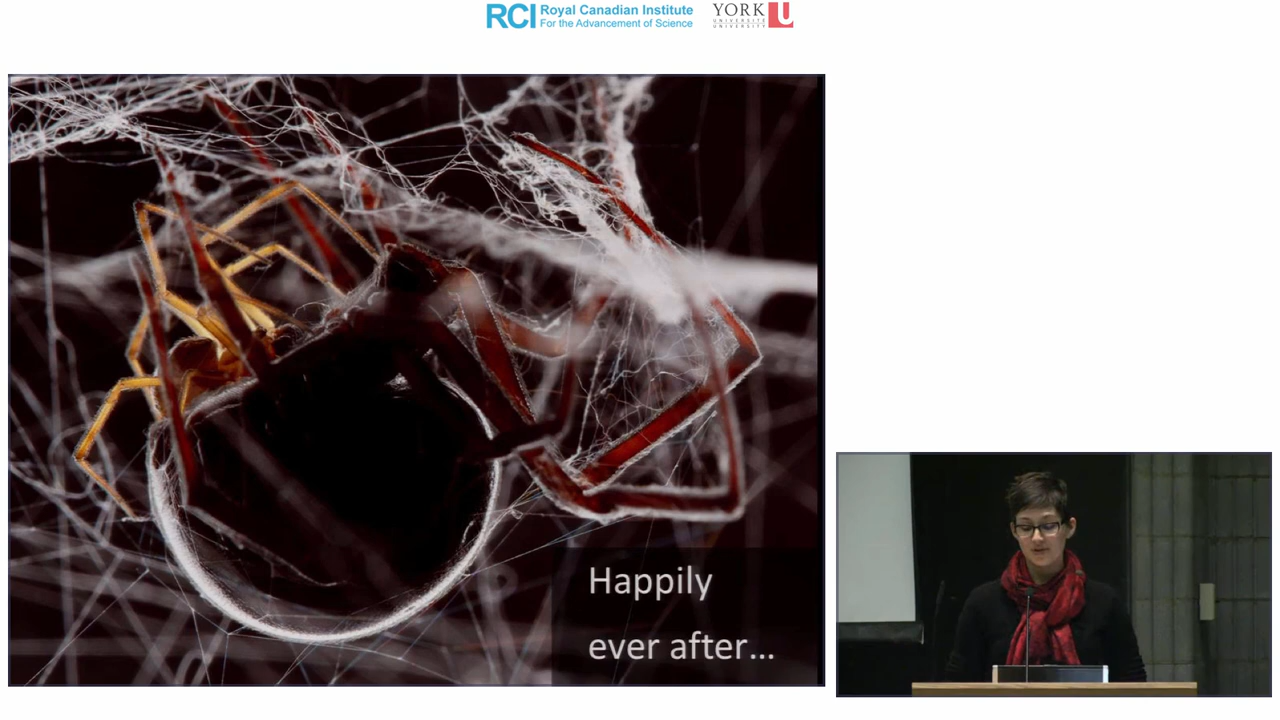 RCI Royal Canadian Institute
For the Advancement of Science
YORK U
UNIVERSITÉ
UNIVERSITY
Happily
ever after...